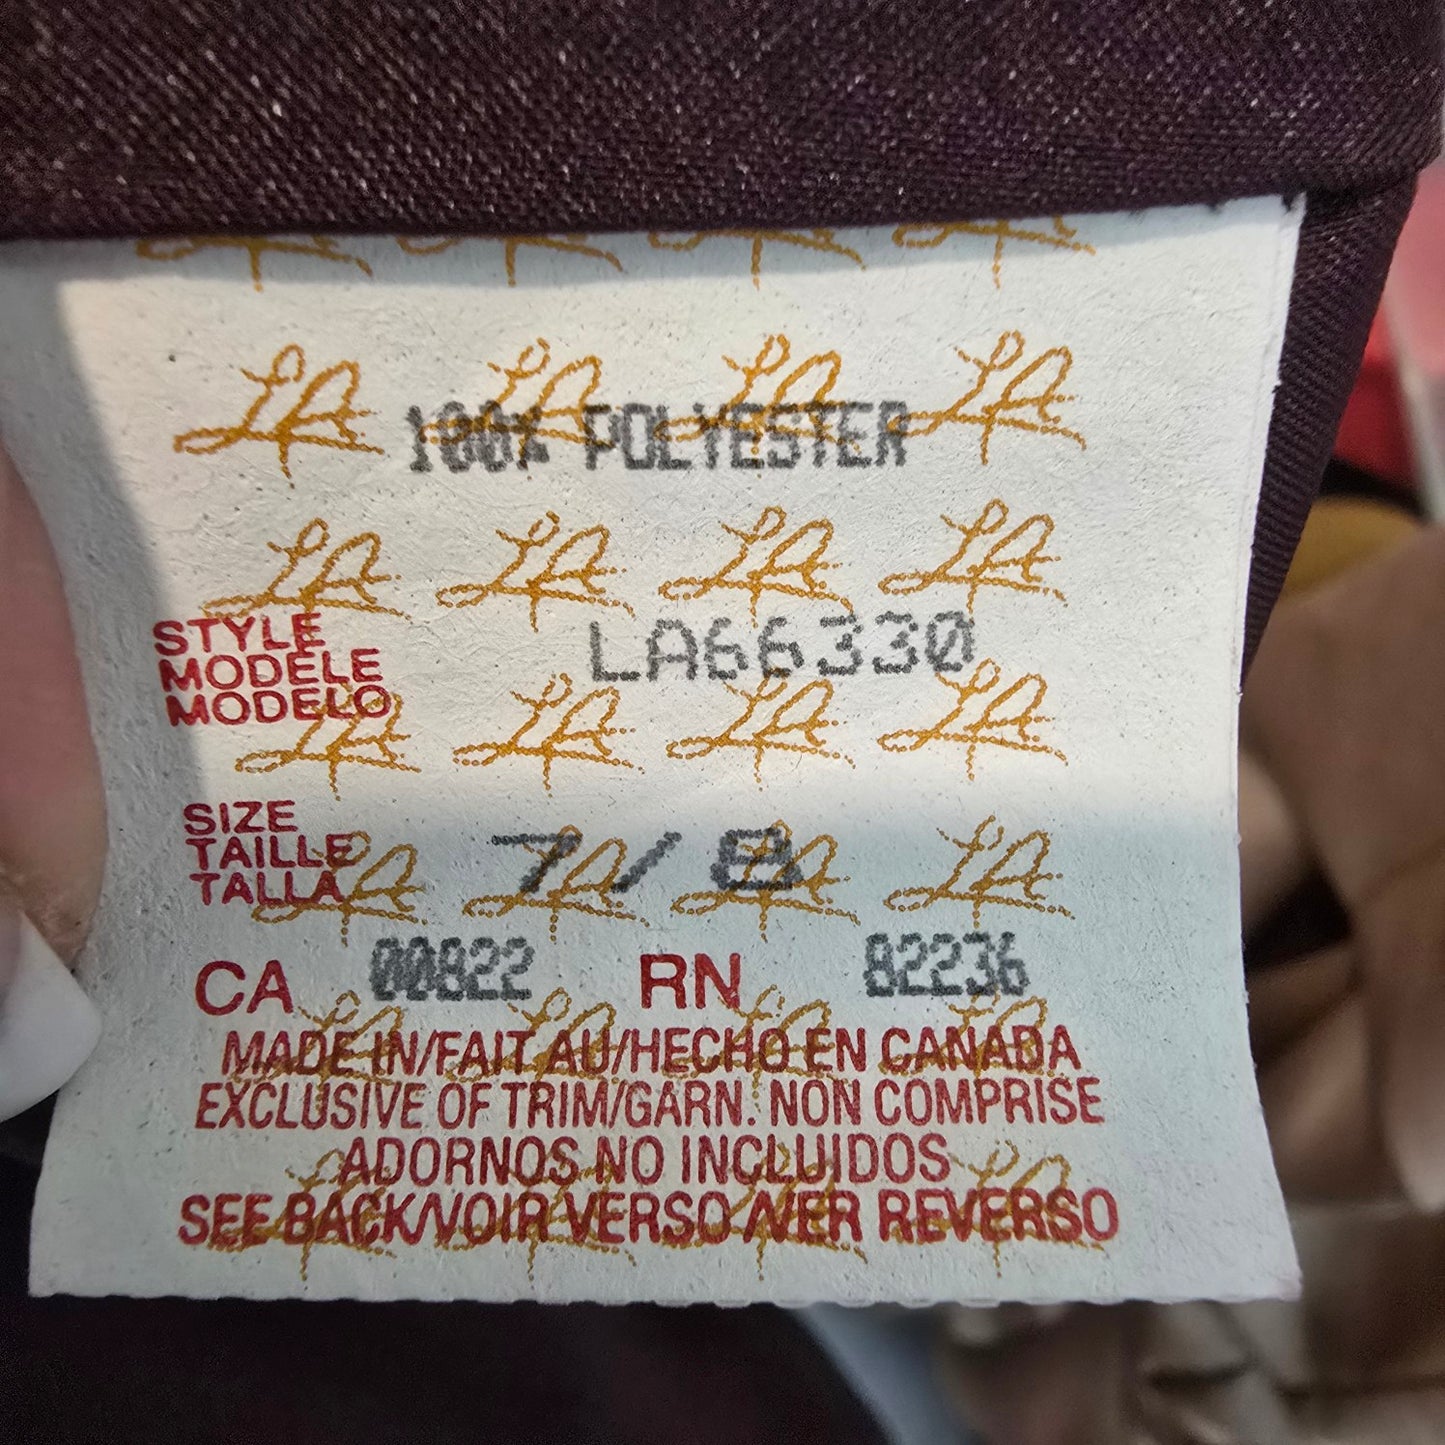 100% POLYESTER
STYLE
MODÈLE LA66330
MODELO
SIZE
TAILLE 7/8
TALLA
CA 00822 RN 82236
MADE IN/FAIT AU/HECHO EN CANADA
EXCLUSIVE OF TRIM/GARN. NON COMPRISE
ADORNOS NO INCLUIDOS
SEE BACK/VOIR VERSO/VER REVERSO